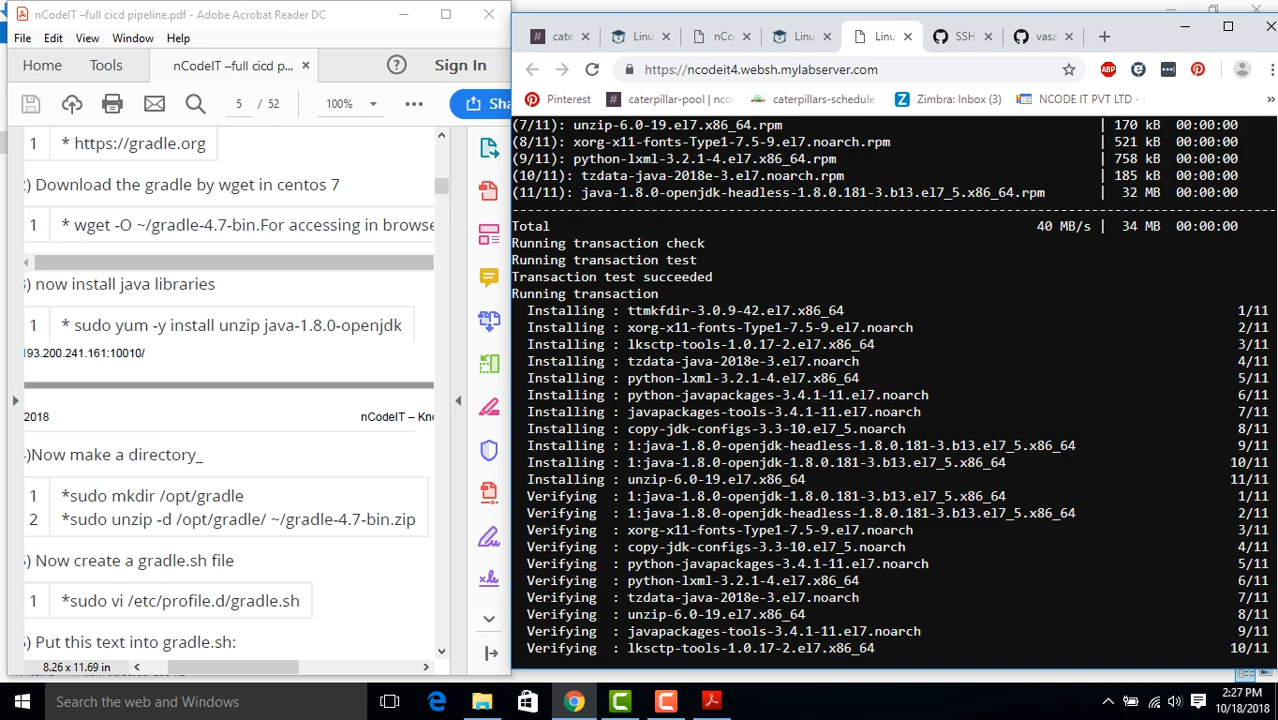 nCodeIT –full cicd pipeline.pdf - Adobe Acrobat Reader DC
File Edit View Window Help
Home Tools nCodeIT –full cicd p... × Sign In
5 / 52 100% Sha
1 * https://gradle.org
) Download the gradle by wget in centos 7
1 * wget -O ~/gradle-4.7-bin.For accessing in browse
) now install java libraries
1 * sudo yum -y install unzip java-1.8.0-openjdk
193.200.241.161:10010/
2018 nCodeIT – Kno
)Now make a directory_
1 *sudo mkdir /opt/gradle
2 *sudo unzip -d /opt/gradle/ ~/gradle-4.7-bin.zip
) Now create a gradle.sh file
1 *sudo vi /etc/profile.d/gradle.sh
) Put this text into gradle.sh:
8.26 x 11.69 in
cate × Linu × nCo × Linu × Linu × SSH × vasa × +
https://ncodeit4.websh.mylabserver.com
ABP
Pinterest caterpillar-pool | nco caterpillars-schedule Zimbra: Inbox (3) NCODE IT PVT LTD - »
(7/11): unzip-6.0-19.el7.x86_64.rpm | 170 kB 00:00:00
(8/11): xorg-x11-fonts-Type1-7.5-9.el7.noarch.rpm | 521 kB 00:00:00
(9/11): python-lxml-3.2.1-4.el7.x86_64.rpm | 758 kB 00:00:00
(10/11): tzdata-java-2018e-3.el7.noarch.rpm | 185 kB 00:00:00
(11/11): java-1.8.0-openjdk-headless-1.8.0.181-3.b13.el7_5.x86_64.rpm | 32 MB 00:00:00
Total 40 MB/s | 34 MB 00:00:00
Running transaction check
Running transaction test
Transaction test succeeded
Running transaction
Installing : ttmkfdir-3.0.9-42.el7.x86_64 1/11
Installing : xorg-x11-fonts-Type1-7.5-9.el7.noarch 2/11
Installing : lksctp-tools-1.0.17-2.el7.x86_64 3/11
Installing : tzdata-java-2018e-3.el7.noarch 4/11
Installing : python-lxml-3.2.1-4.el7.x86_64 5/11
Installing : python-javapackages-3.4.1-11.el7.noarch 6/11
Installing : javapackages-tools-3.4.1-11.el7.noarch 7/11
Installing : copy-jdk-configs-3.3-10.el7_5.noarch 8/11
Installing : 1:java-1.8.0-openjdk-headless-1.8.0.181-3.b13.el7_5.x86_64 9/11
Installing : 1:java-1.8.0-openjdk-1.8.0.181-3.b13.el7_5.x86_64 10/11
Installing : unzip-6.0-19.el7.x86_64 11/11
Verifying : 1:java-1.8.0-openjdk-1.8.0.181-3.b13.el7_5.x86_64 1/11
Verifying : 1:java-1.8.0-openjdk-headless-1.8.0.181-3.b13.el7_5.x86_64 2/11
Verifying : xorg-x11-fonts-Type1-7.5-9.el7.noarch 3/11
Verifying : copy-jdk-configs-3.3-10.el7_5.noarch 4/11
Verifying : python-javapackages-3.4.1-11.el7.noarch 5/11
Verifying : python-lxml-3.2.1-4.el7.x86_64 6/11
Verifying : tzdata-java-2018e-3.el7.noarch 7/11
Verifying : unzip-6.0-19.el7.x86_64 8/11
Verifying : javapackages-tools-3.4.1-11.el7.noarch 9/11
Verifying : lksctp-tools-1.0.17-2.el7.x86_64 10/11
Search the web and Windows
2:27 PM
10/18/2018